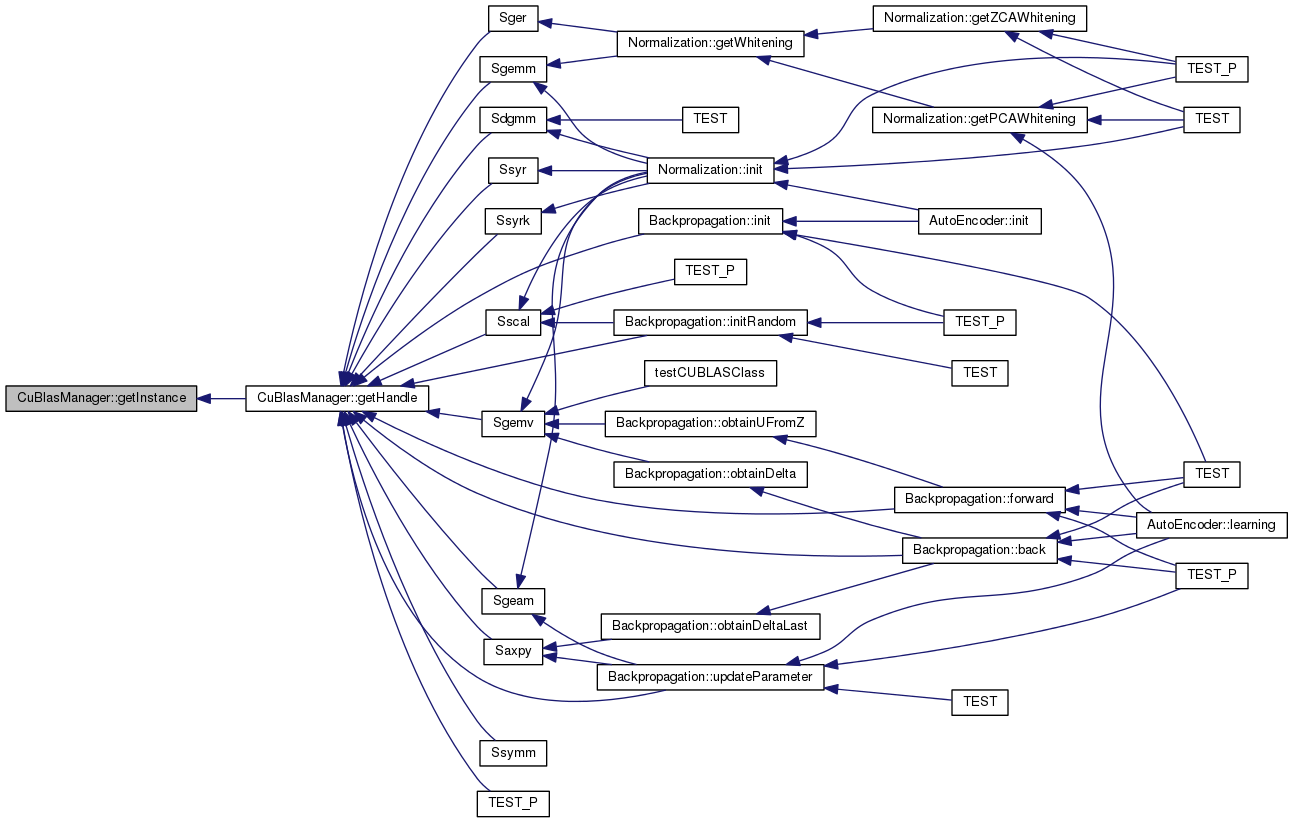 Sger
Normalization::getZCAWhitening
Normalization::getWhitening
Sgemm
TEST_P
Sdgmm
TEST
Normalization::getPCAWhitening
TEST
Ssyr
Normalization::init
Ssyrk
Backpropagation::init
AutoEncoder::init
TEST_P
Sscal
Backpropagation::initRandom
TEST_P
testCUBLASClass
TEST
CuBlasManager::getInstance
CuBlasManager::getHandle
Sgemv
Backpropagation::obtainUFromZ
Backpropagation::obtainDelta
TEST
Backpropagation::forward
AutoEncoder::learning
Backpropagation::back
TEST_P
Sgeam
Backpropagation::obtainDeltaLast
Saxpy
Backpropagation::updateParameter
TEST
Ssymm
TEST_P